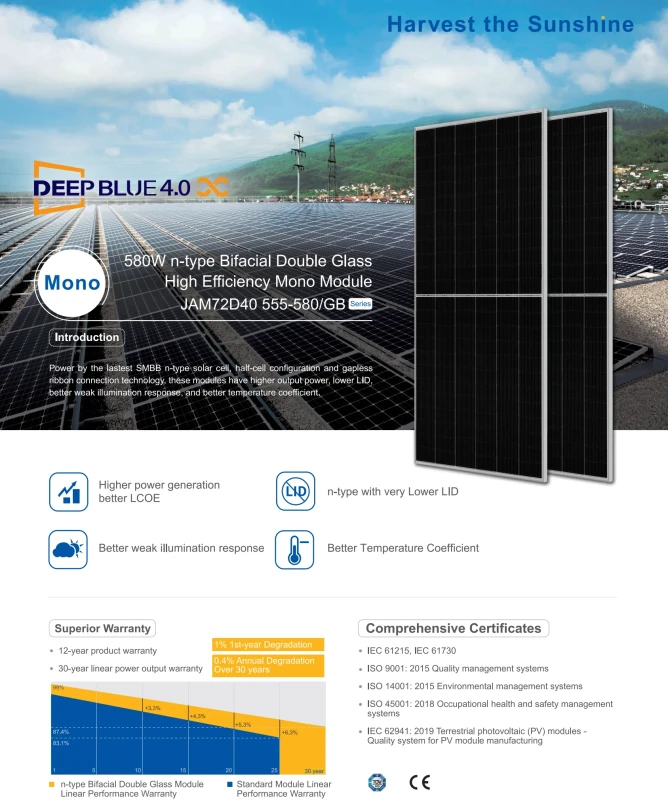 Harvest the Sunshine
DEEP BLUE 4.0
Mono
580W n-type Bifacial Double Glass
High Efficiency Mono Module
JAM72D40 555-580/GB Series
Introduction
Power by the lastest SMBB n-type solar cell, half-cell configuration and gapless
ribbon connection technology, these modules have higher output power, lower LID,
better weak illumination response, and better temperature coefficient.
Higher power generation
better LCOE
LID
n-type with very Lower LID
Better weak illumination response
Better Temperature Coefficient
Superior Warranty
12-year product warranty
30-year linear power output warranty
1% 1st-year Degradation
0.4% Annual Degradation
Over 30 years
+3,3%
+4,3%
+5,3%
+6,3%
87.4%
83.1%
1 5 10 15 20 25 30 year
n-type Bifacial Double Glass Module
Linear Performance Warranty
Standard Module Linear
Performance Warranty
Comprehensive Certificates
IEC 61215, IEC 61730
ISO 9001: 2015 Quality management systems
ISO 14001: 2015 Environmental management systems
ISO 45001: 2018 Occupational health and safety management
systems
IEC 62941: 2019 Terrestrial photovoltaic (PV) modules -
Quality system for PV module manufacturing
CE